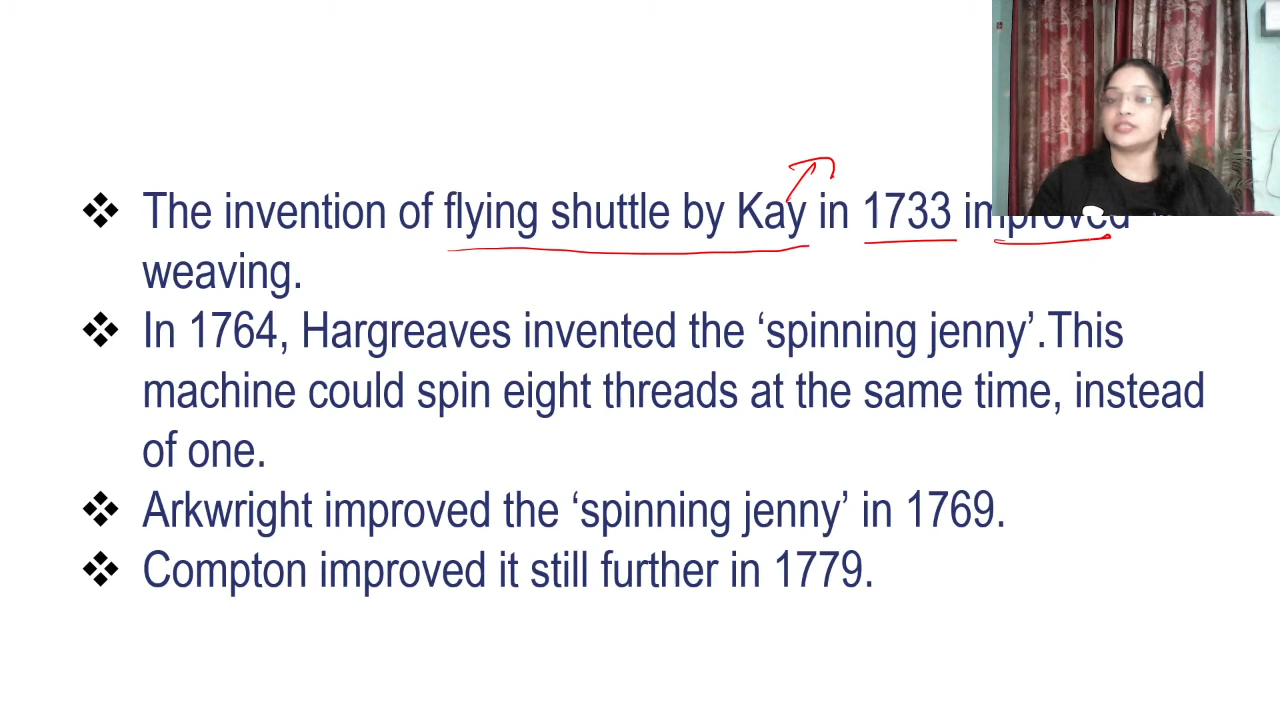 ❖ The invention of flying shuttle by Kay in 1733 improved
weaving.
❖ In 1764, Hargreaves invented the ‘spinning jenny’.This
machine could spin eight threads at the same time, instead
of one.
❖ Arkwright improved the ‘spinning jenny’ in 1769.
❖ Compton improved it still further in 1779.